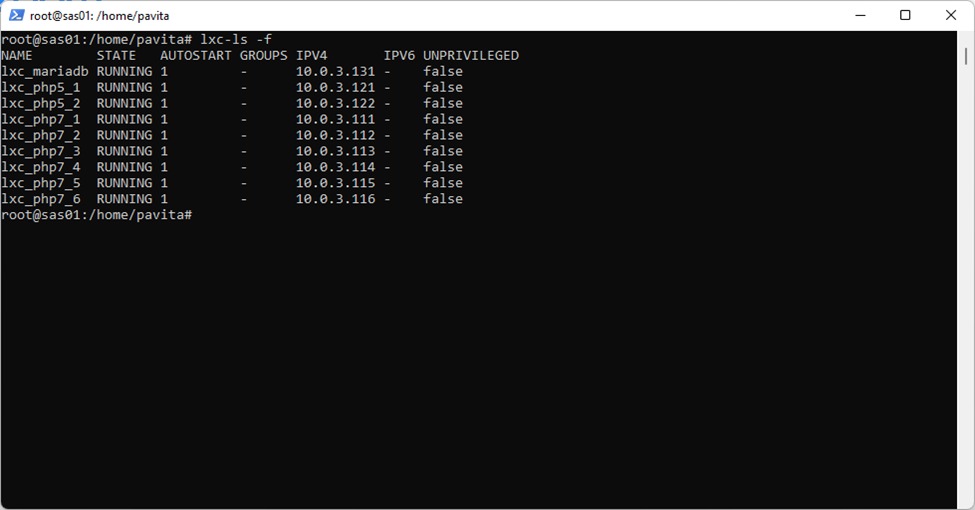 root@sas01: /home/pavita
root@sas01:/home/pavita# lxc-ls -f
NAME        STATE   AUTOSTART GROUPS IPV4       IPV6 UNPRIVILEGED
lxc_mariadb RUNNING 1         -      10.0.3.131 -    false
lxc_php5_1  RUNNING 1         -      10.0.3.121 -    false
lxc_php5_2  RUNNING 1         -      10.0.3.122 -    false
lxc_php7_1  RUNNING 1         -      10.0.3.111 -    false
lxc_php7_2  RUNNING 1         -      10.0.3.112 -    false
lxc_php7_3  RUNNING 1         -      10.0.3.113 -    false
lxc_php7_4  RUNNING 1         -      10.0.3.114 -    false
lxc_php7_5  RUNNING 1         -      10.0.3.115 -    false
lxc_php7_6  RUNNING 1         -      10.0.3.116 -    false
root@sas01:/home/pavita#